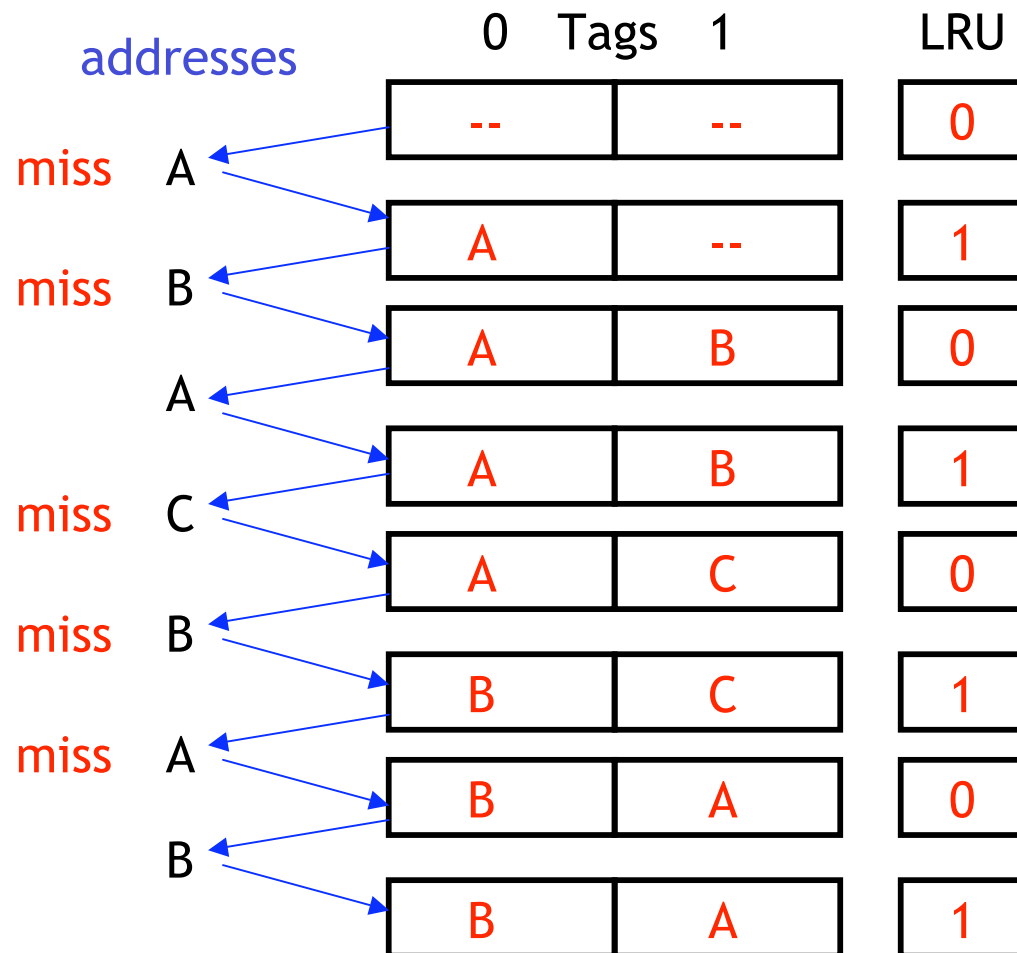 0 Tags 1 LRU
addresses
-- -- 0
miss A
A -- 1
miss B
A B 0
A
A B 1
miss C
A C 0
miss B
B C 1
miss A
B A 0
B
B A 1